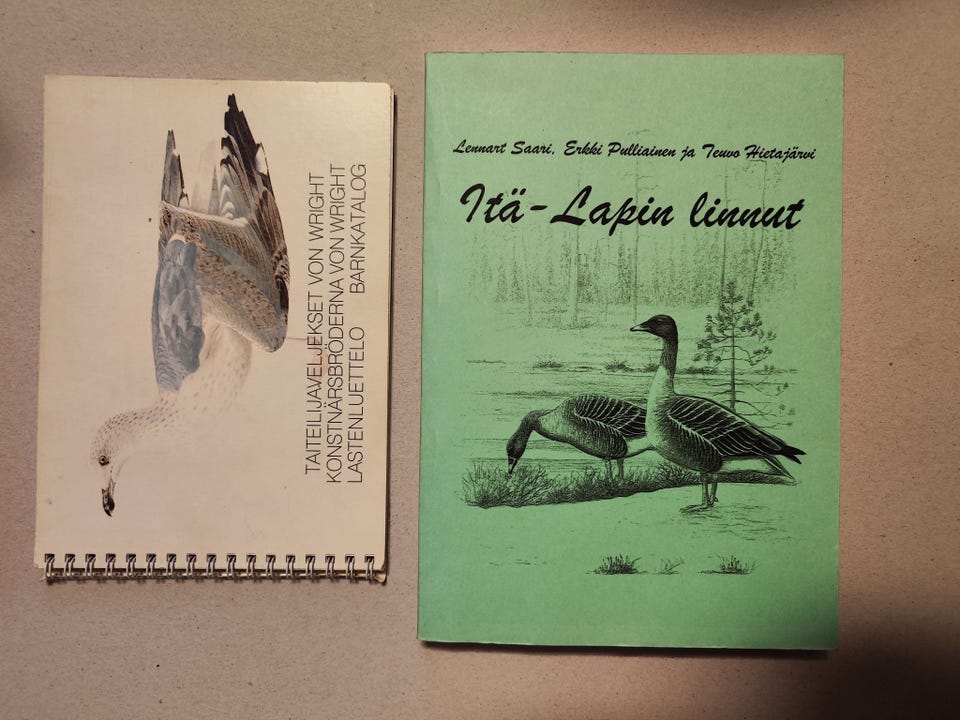 TAITEILIJAVELJEKSET VON WRIGHT
KONSTNÄRSBRÖDERNA VON WRIGHT
LASTENLUETTELO BARNKATALOG
Lennart Saari, Erkki Pulliainen ja Teuvo Hietajärvi
Itä-Lapin linnut